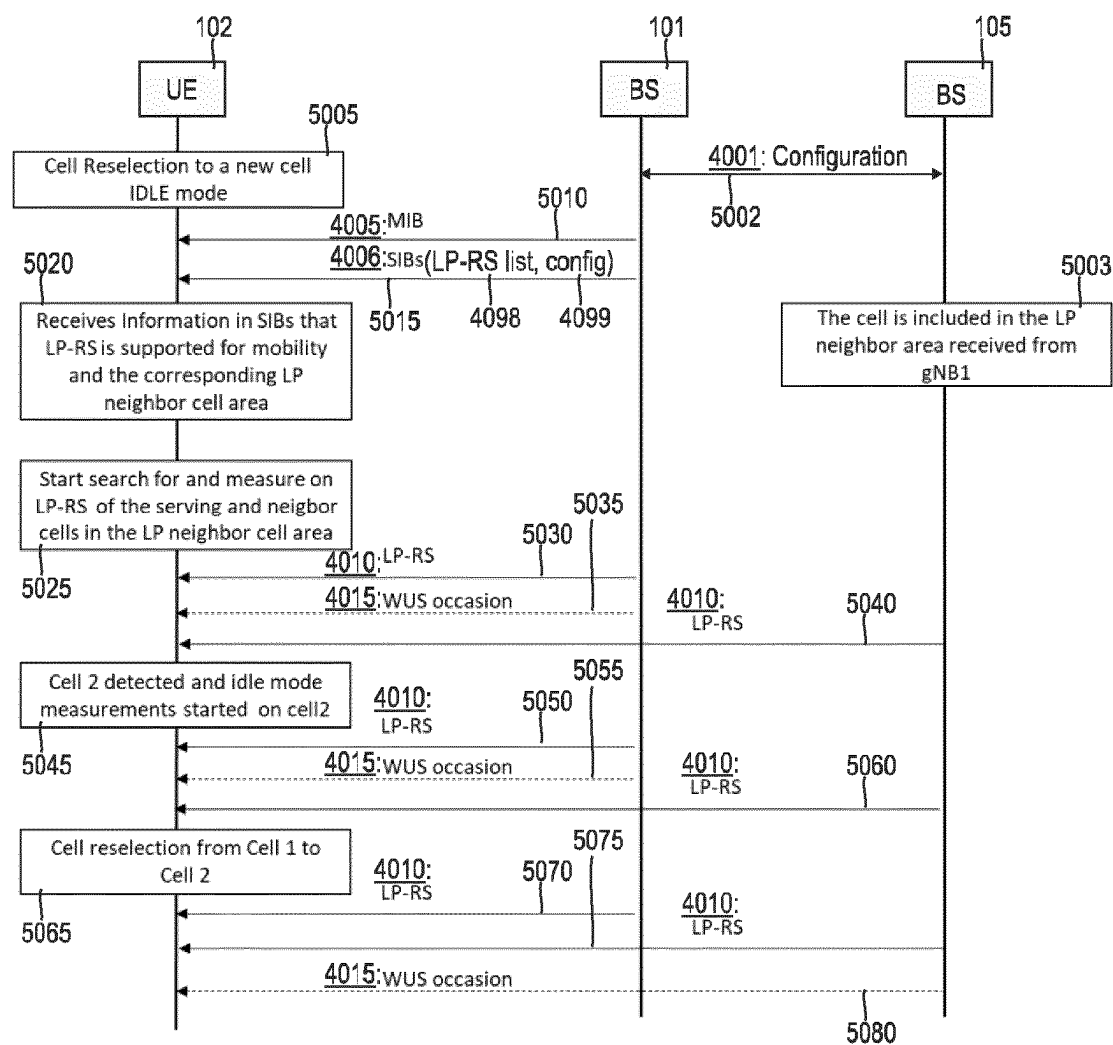 102
101
105
UE
BS
BS
5005
Cell Reselection to a new cell
IDLE mode
4001: Configuration
5002
5010
4005:MIB
4006:SIBs(LP-RS list, config)
5015
4098
4099
5020
Receives Information in SIBs that
LP-RS is supported for mobility
and the corresponding LP
neighbor cell area
5003
The cell is included in the LP
neighbor area received from
gNB1
Start search for and measure on
LP-RS of the serving and neigbor
cells in the LP neighbor cell area
5025
5035
5030
4010:LP-RS
4015:WUS occasion
4010:
LP-RS
5040
Cell 2 detected and idle mode
measurements started on cell2
5045
5055
4010:
LP-RS
5050
4015:WUS occasion
4010:
LP-RS
5060
Cell reselection from Cell 1 to
Cell 2
5065
5075
4010:
LP-RS
5070
4010:
LP-RS
4015:WUS occasion
5080